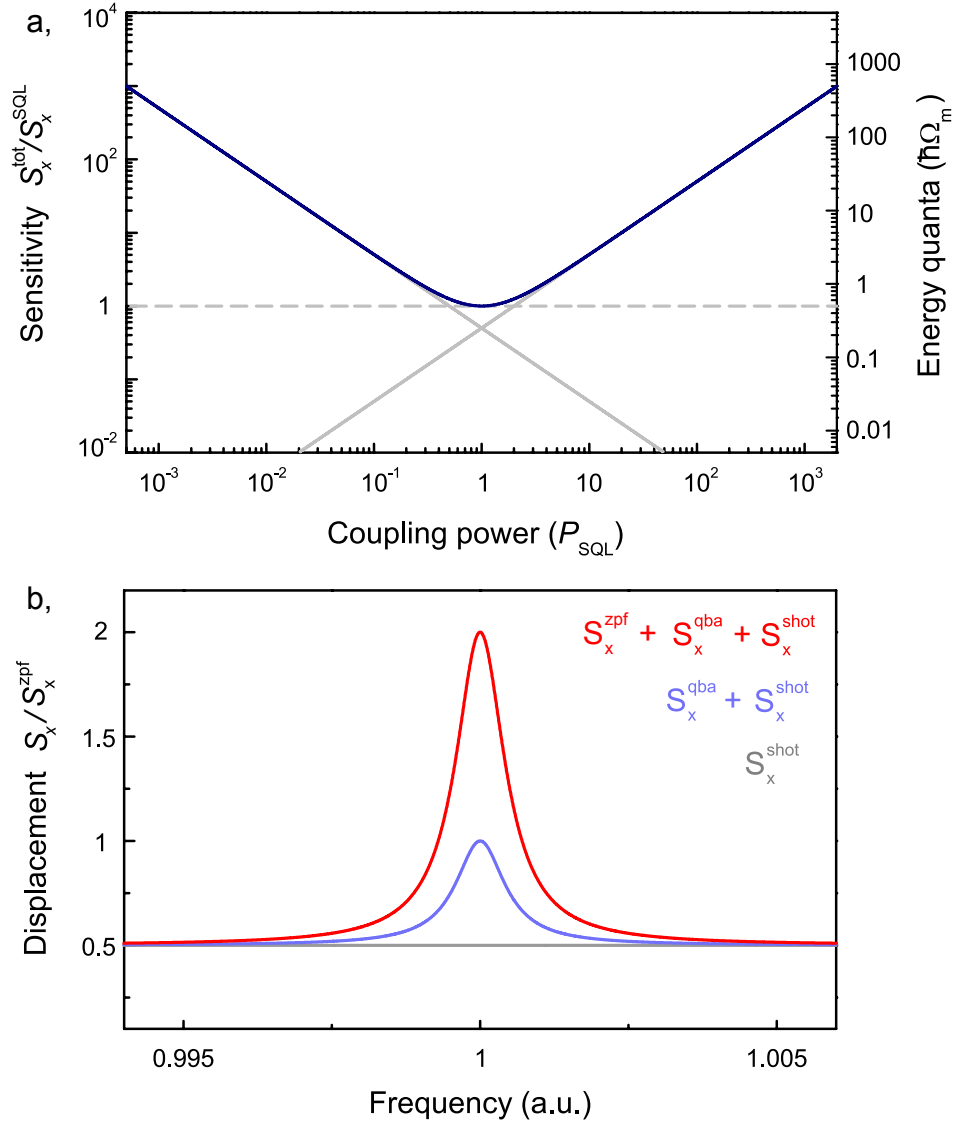 a,
10^4
10^2
1
10^-2
Sensitivity S_x^tot/S_x^SQL
1000
100
10
1
0.1
0.01
Energy quanta (ħΩ_m)
10^-3 10^-2 10^-1 1 10 10^2 10^3
Coupling power (P_SQL)
b,
2
1.5
1
0.5
Displacement S_x/S_x^zpf
S_x^zpf + S_x^qba + S_x^shot
S_x^qba + S_x^shot
S_x^shot
0.995 1 1.005
Frequency (a.u.)